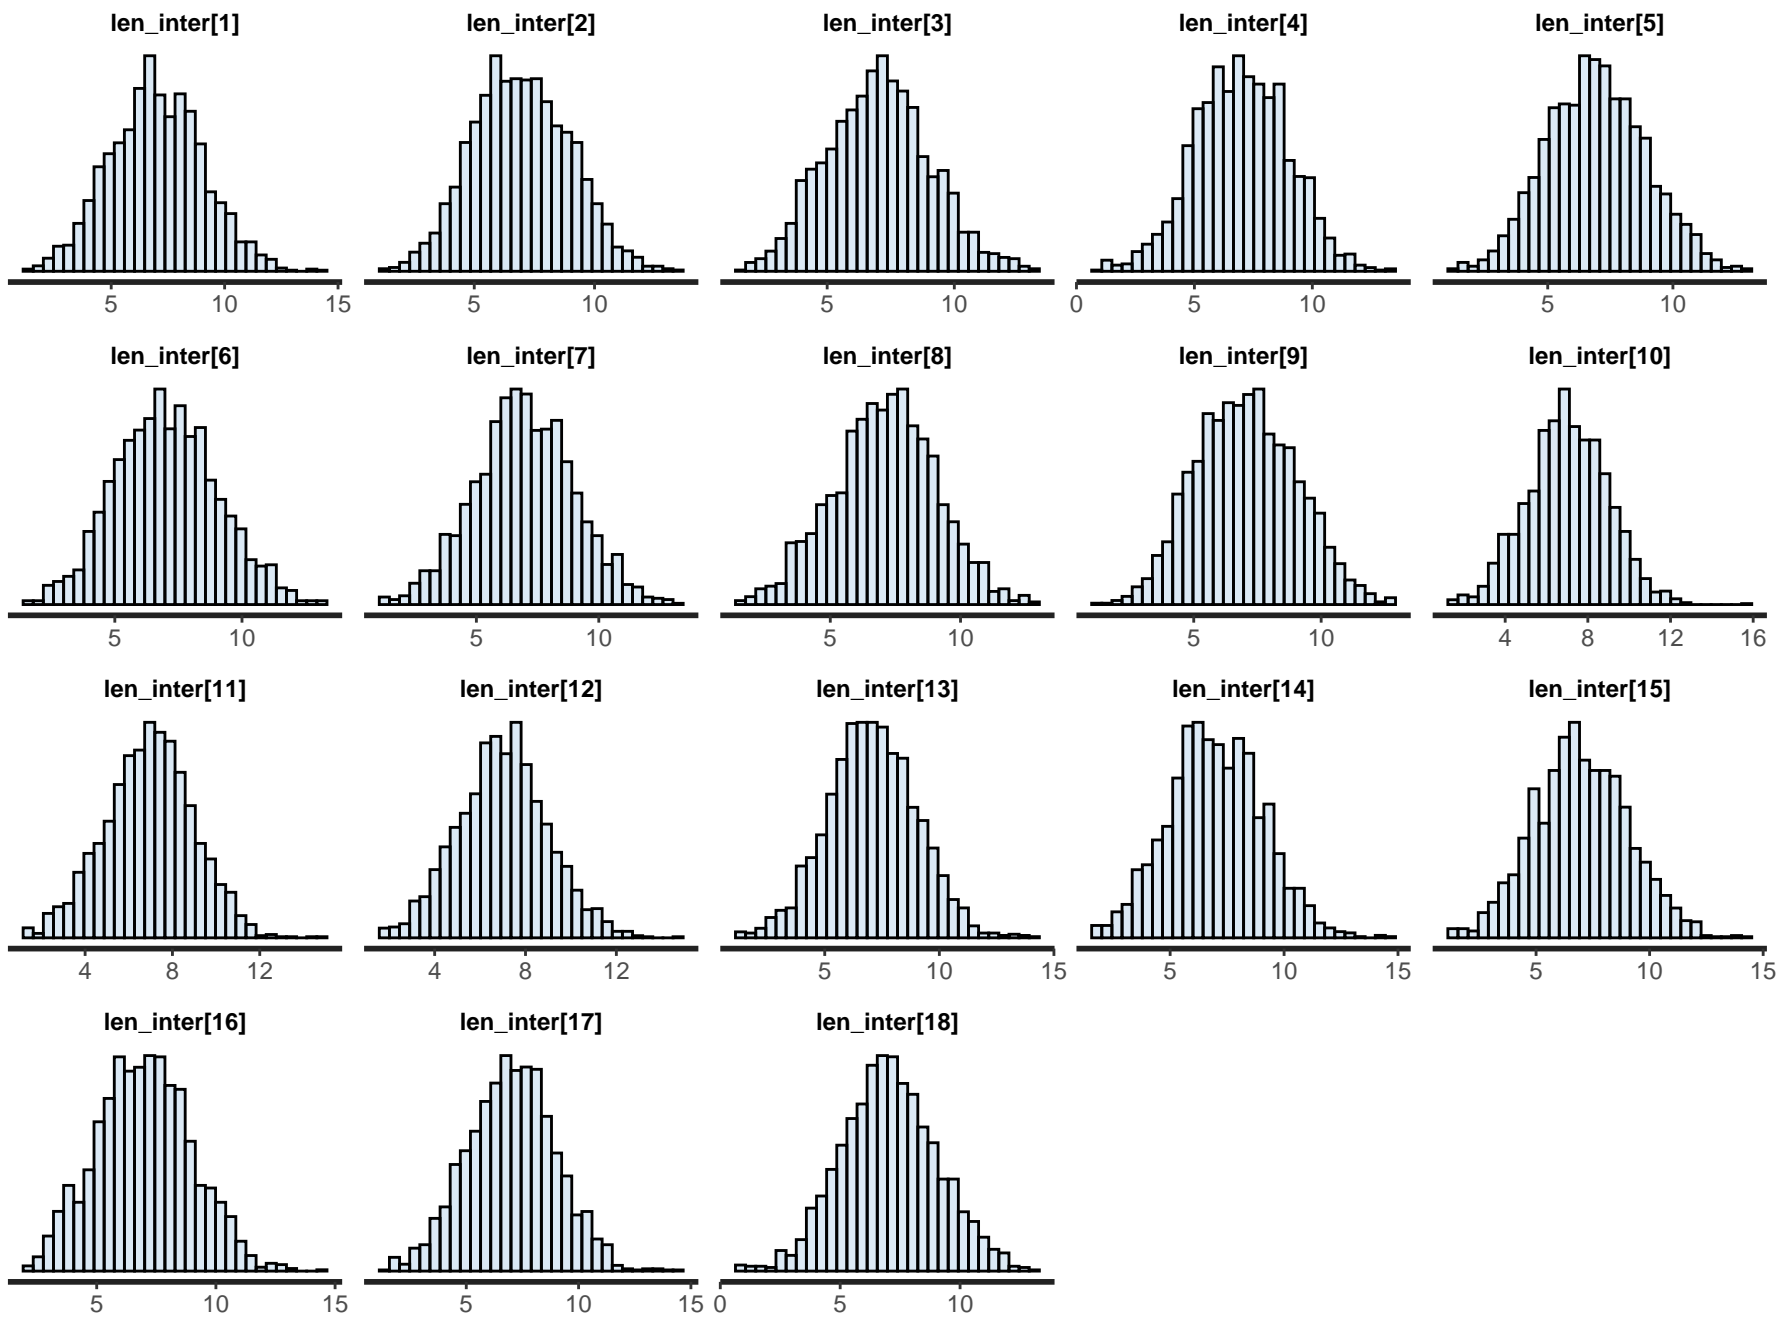 len_inter[1] len_inter[2] len_inter[3] len_inter[4] len_inter[5]
5 10 15 5 10 5 10 0 5 10 5 10
len_inter[6] len_inter[7] len_inter[8] len_inter[9] len_inter[10]
5 10 5 10 5 10 5 10 4 8 12 16
len_inter[11] len_inter[12] len_inter[13] len_inter[14] len_inter[15]
4 8 12 4 8 12 5 10 15 5 10 15 5 10 15
len_inter[16] len_inter[17] len_inter[18]
5 10 15 5 10 15 0 5 10